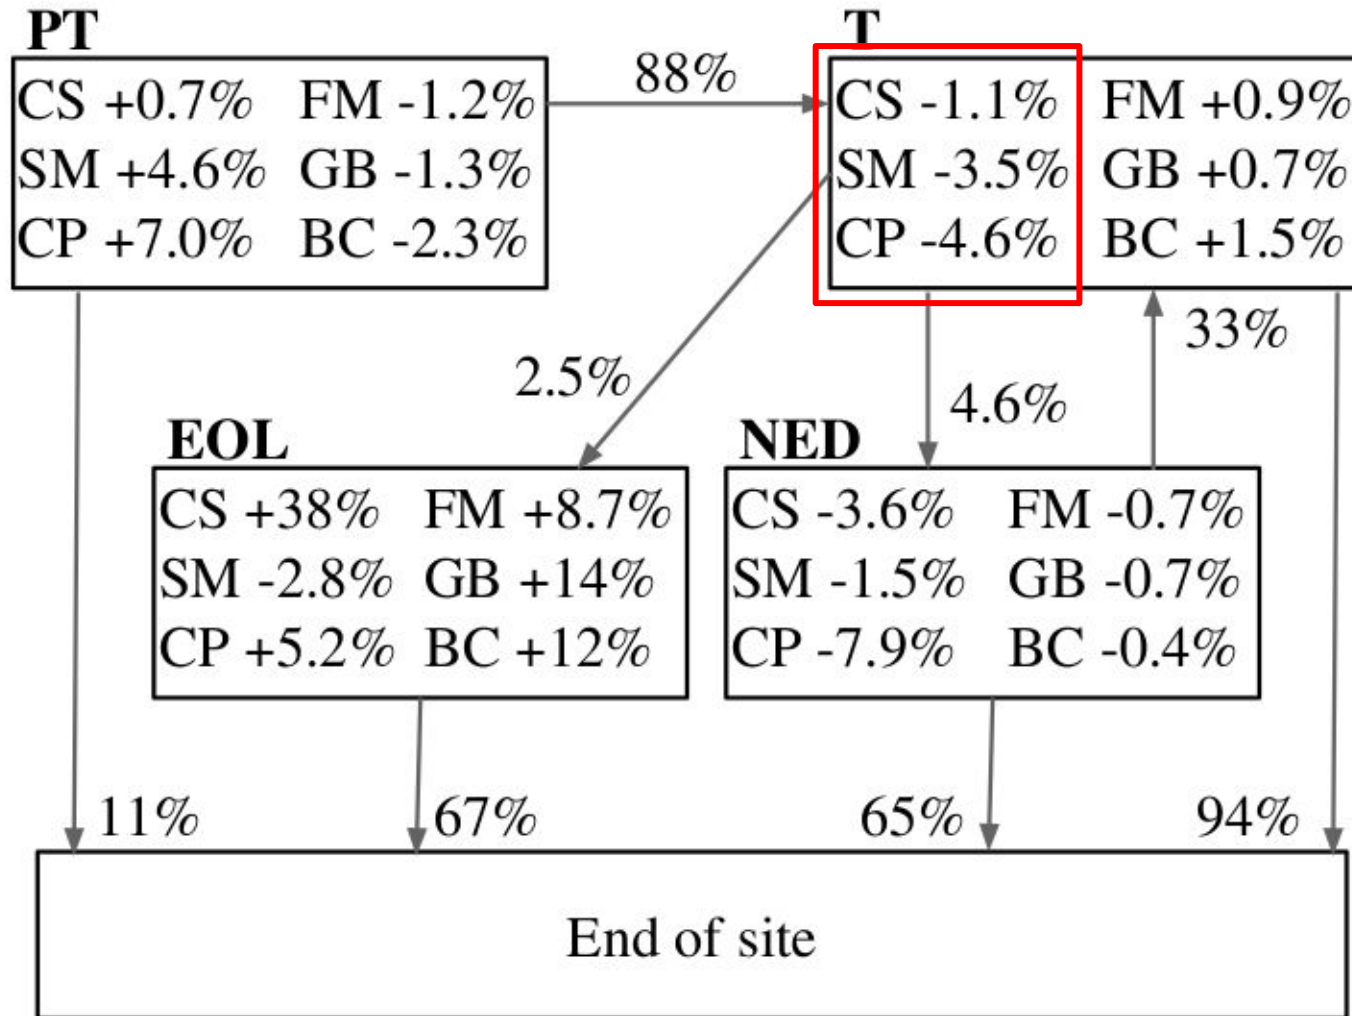 PT
CS +0.7% FM -1.2%
SM +4.6% GB -1.3%
CP +7.0% BC -2.3%
88%
T
CS -1.1% FM +0.9%
SM -3.5% GB +0.7%
CP -4.6% BC +1.5%
2.5%
4.6%
33%
EOL
CS +38% FM +8.7%
SM -2.8% GB +14%
CP +5.2% BC +12%
NED
CS -3.6% FM -0.7%
SM -1.5% GB -0.7%
CP -7.9% BC -0.4%
11%
67%
65%
94%
End of site